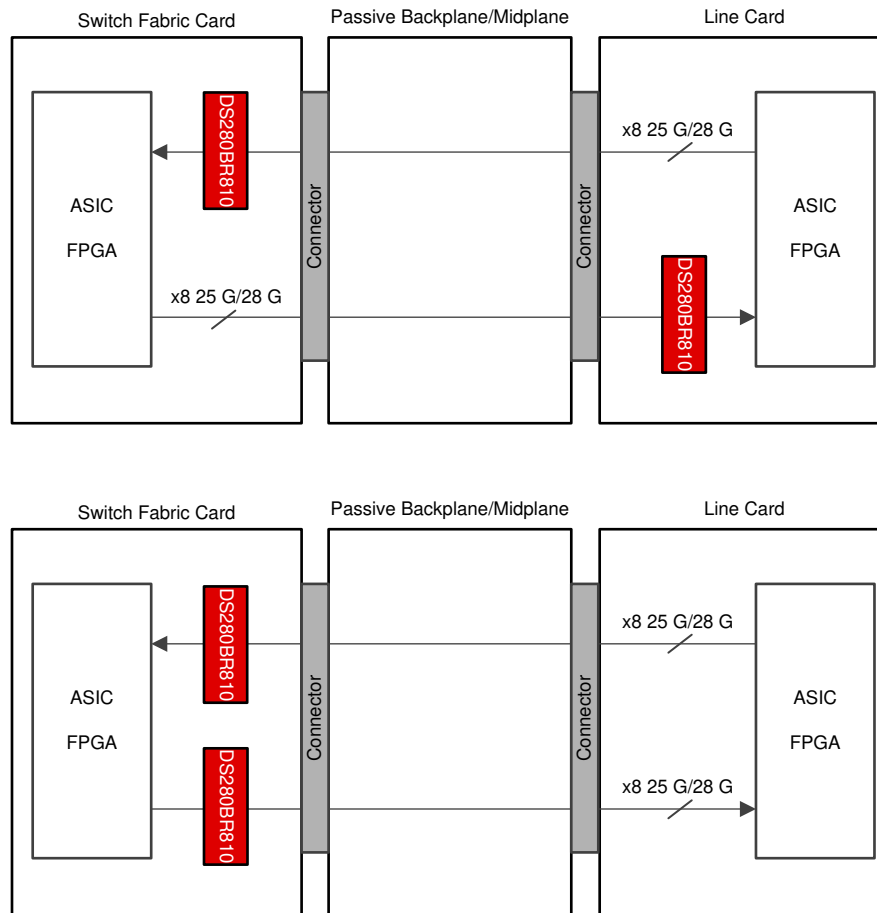 Switch Fabric Card
Passive Backplane/Midplane
Line Card
DS280BR810
x8 25 G/28 G
ASIC
FPGA
Connector
Connector
ASIC
FPGA
x8 25 G/28 G
DS280BR810
Switch Fabric Card
Passive Backplane/Midplane
Line Card
DS280BR810
x8 25 G/28 G
ASIC
FPGA
Connector
Connector
ASIC
FPGA
DS280BR810
x8 25 G/28 G